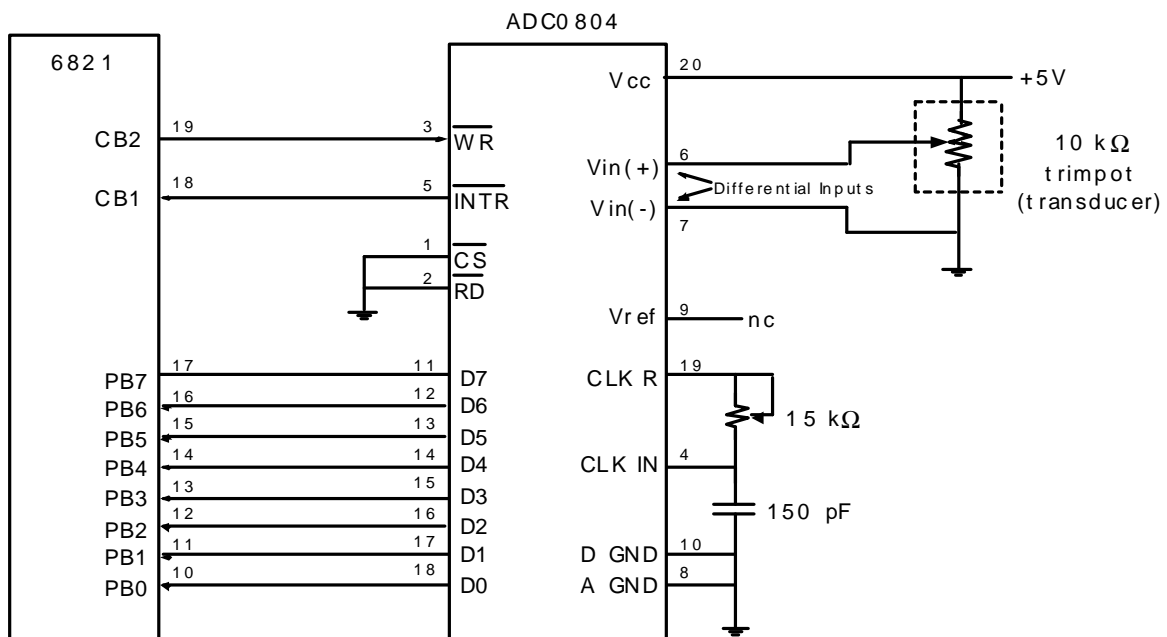 ADC0804
6821
20
Vcc
+5V
CB2
19
3
WR
10 kΩ
trimpot
(transducer)
6
Vin(+)
Differential Inputs
CB1
18
5
INTR
Vin(-)
7
1
CS
2
RD
Vref
9
nc
PB7
17
11
D7
CLK R
19
PB6
16
12
D6
PB5
15
13
D5
15 kΩ
PB4
14
14
D4
CLK IN
4
PB3
13
15
D3
PB2
12
16
D2
150 pF
PB1
11
17
D1
D GND
10
PB0
10
18
D0
A GND
8